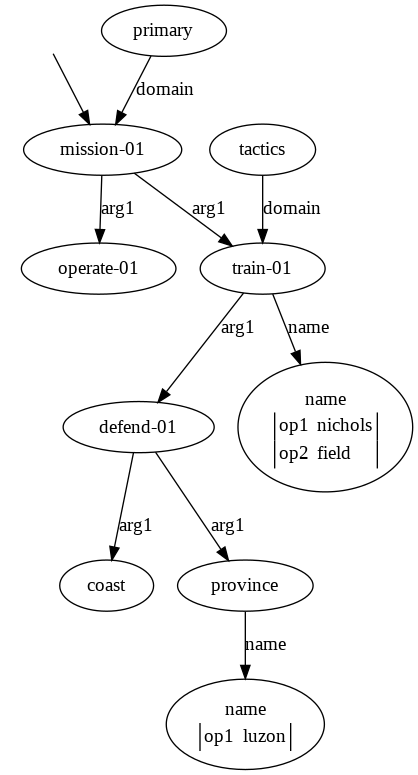 primary
domain
mission-01
tactics
arg1
arg1
domain
operate-01
train-01
arg1
name
name
op1 nichols
op2 field
defend-01
arg1
arg1
coast
province
name
name
op1 luzon